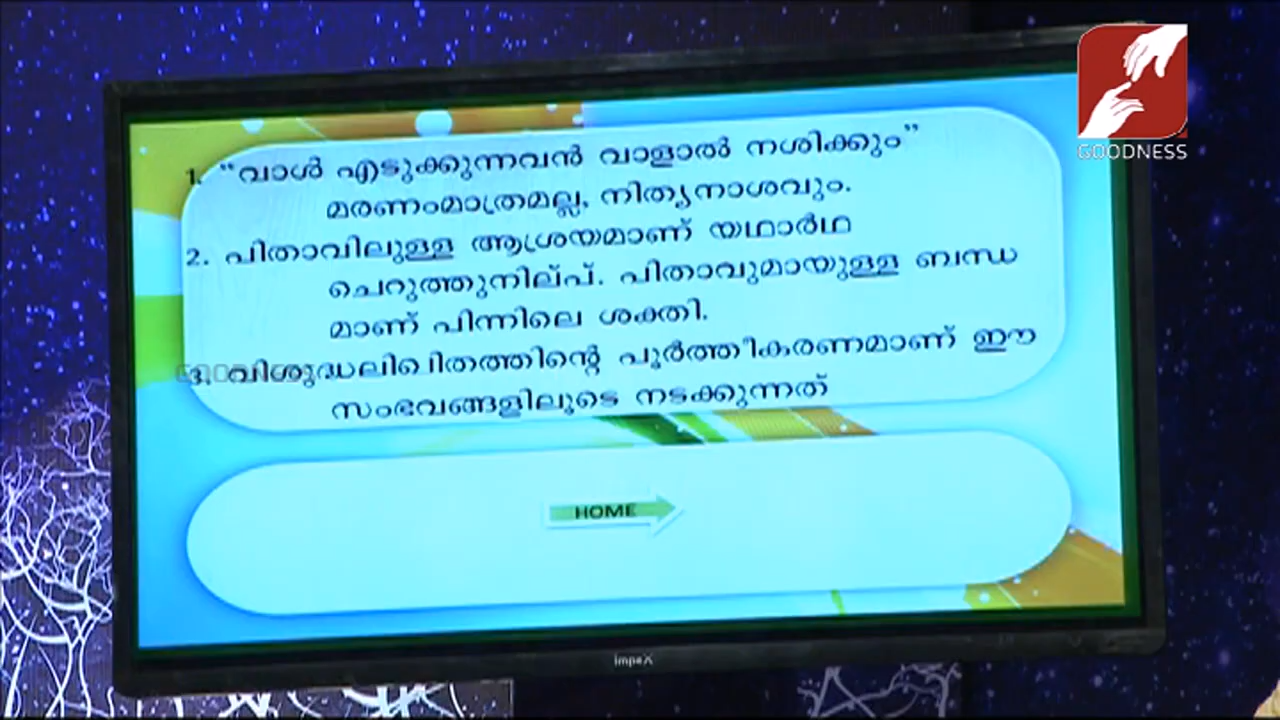 GOODNESS
1. “വാൾ എടുക്കുന്നവൻ വാളാൽ നശിക്കും”
മരണംമാത്രമല്ല, നിത്യനാശവും.
2. പിതാവിലുള്ള ആശ്രയമാണ് യഥാർഥ
ചെറുത്തുനില്പ്. പിതാവുമായുള്ള ബന്ധ
മാണ് പിന്നിലെ ശക്തി.
3. വിശുദ്ധലിഖിതത്തിന്റെ പൂർത്തീകരണമാണ് ഈ
സംഭവങ്ങളിലൂടെ നടക്കുന്നത്
HOME
impex